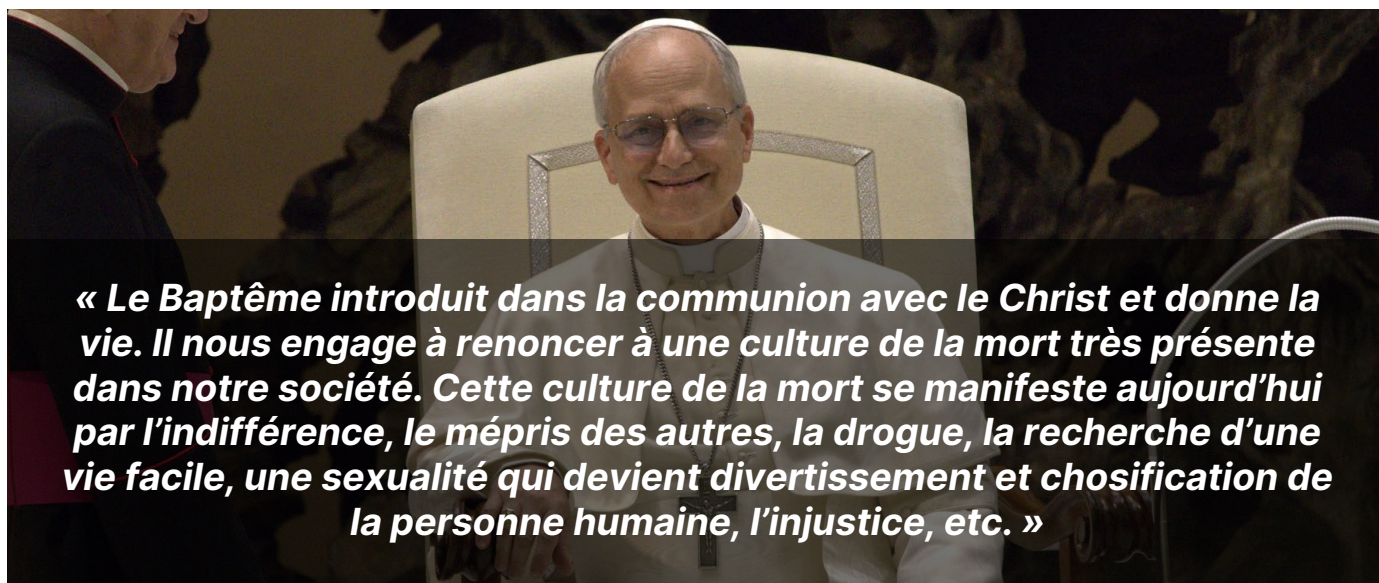 « Le Baptême introduit dans la communion avec le Christ et donne la
vie. Il nous engage à renoncer à une culture de la mort très présente
dans notre société. Cette culture de la mort se manifeste aujourd’hui
par l’indifférence, le mépris des autres, la drogue, la recherche d’une
vie facile, une sexualité qui devient divertissement et chosification de
la personne humaine, l’injustice, etc. »